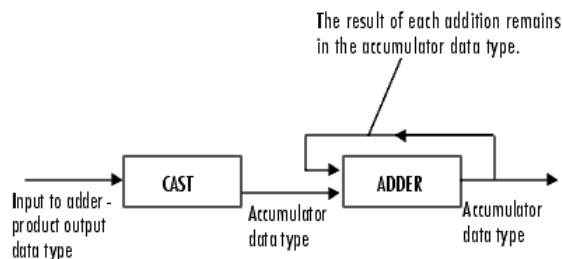 The result of each addition remains
in the accumulator data type.
CAST
ADDER
Input to adder -
product output
data type
Accumulator
data type
Accumulator
data type